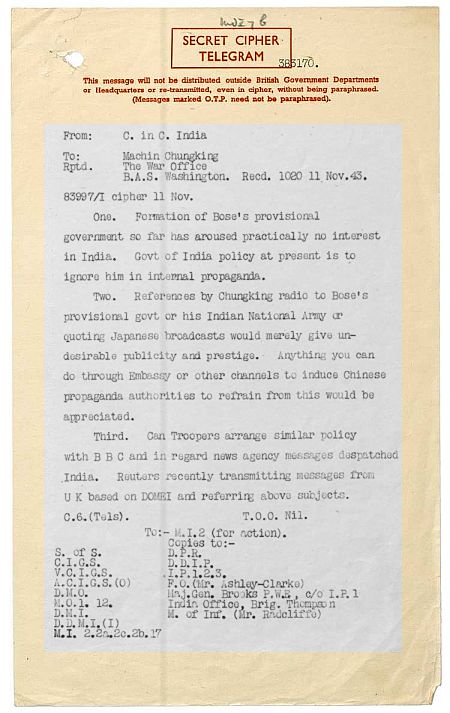 SECRET CIPHER
TELEGRAM
383170.
This message will not be distributed outside British Government Departments
or Headquarters or re-transmitted, even in cipher, without being paraphrased.
(Messages marked O.T.P. need not be paraphrased).
From: C. in C. India
To: Machin Chungking
Rptd. The War Office
B.A.S. Washington. Recd. 1020 11 Nov.43.
83997/I cipher 11 Nov.
One. Formation of Bose's provisional
government so far has aroused practically no interest
in India. Govt of India policy at present is to
ignore him in internal propaganda.
Two. References by Chungking radio to Bose's
provisional govt or his Indian National Army or
quoting Japanese broadcasts would merely give un-
desirable publicity and prestige. Anything you can
do through Embassy or other channels to induce Chinese
propaganda authorities to refrain from this would be
appreciated.
Third. Can Troopers arrange similar policy
with B B C and in regard news agency messages despatched
India. Reuters recently transmitting messages from
U K based on DOMEI and referring above subjects.
C.6.(Tels). T.O.O. Nil.
To:- M.I.2 (for action).
Copies to:-
S. of S. D.P.R.
C.I.G.S. D.D.I.P.
V.C.I.G.S. I.P.1.2.3.
A.C.I.G.S.(O) F.O.(Mr. Ashley-Clarke)
D.M.O. Maj.Gen. Brooks P.W.E., c/o I.P.1
M.O.1. 12. India Office, Brig. Thompson
D.M.I. M. of Inf. (Mr. Radcliffe)
D.D.M.I.(I)
M.I. 2.2a.2c.2b.17